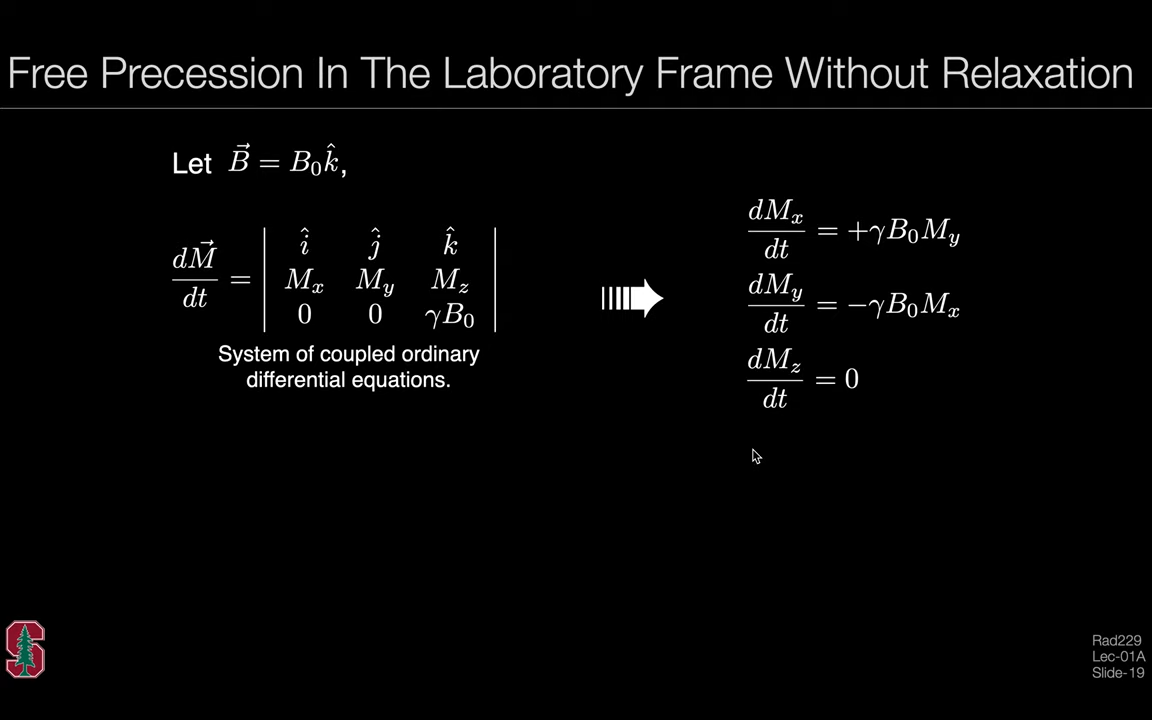 Free Precession In The Laboratory Frame Without Relaxation
Let $\vec{B} = B_0\hat{k}$,
$\frac{d\vec{M}}{dt} = \begin{vmatrix} \hat{i} & \hat{j} & \hat{k} \\ M_x & M_y & M_z \\ 0 & 0 & \gamma B_0 \end{vmatrix}$
System of coupled ordinary
differential equations.
$\frac{dM_x}{dt} = +\gamma B_0 M_y$
$\frac{dM_y}{dt} = -\gamma B_0 M_x$
$\frac{dM_z}{dt} = 0$
S
Rad229
Lec-01A
Slide-19